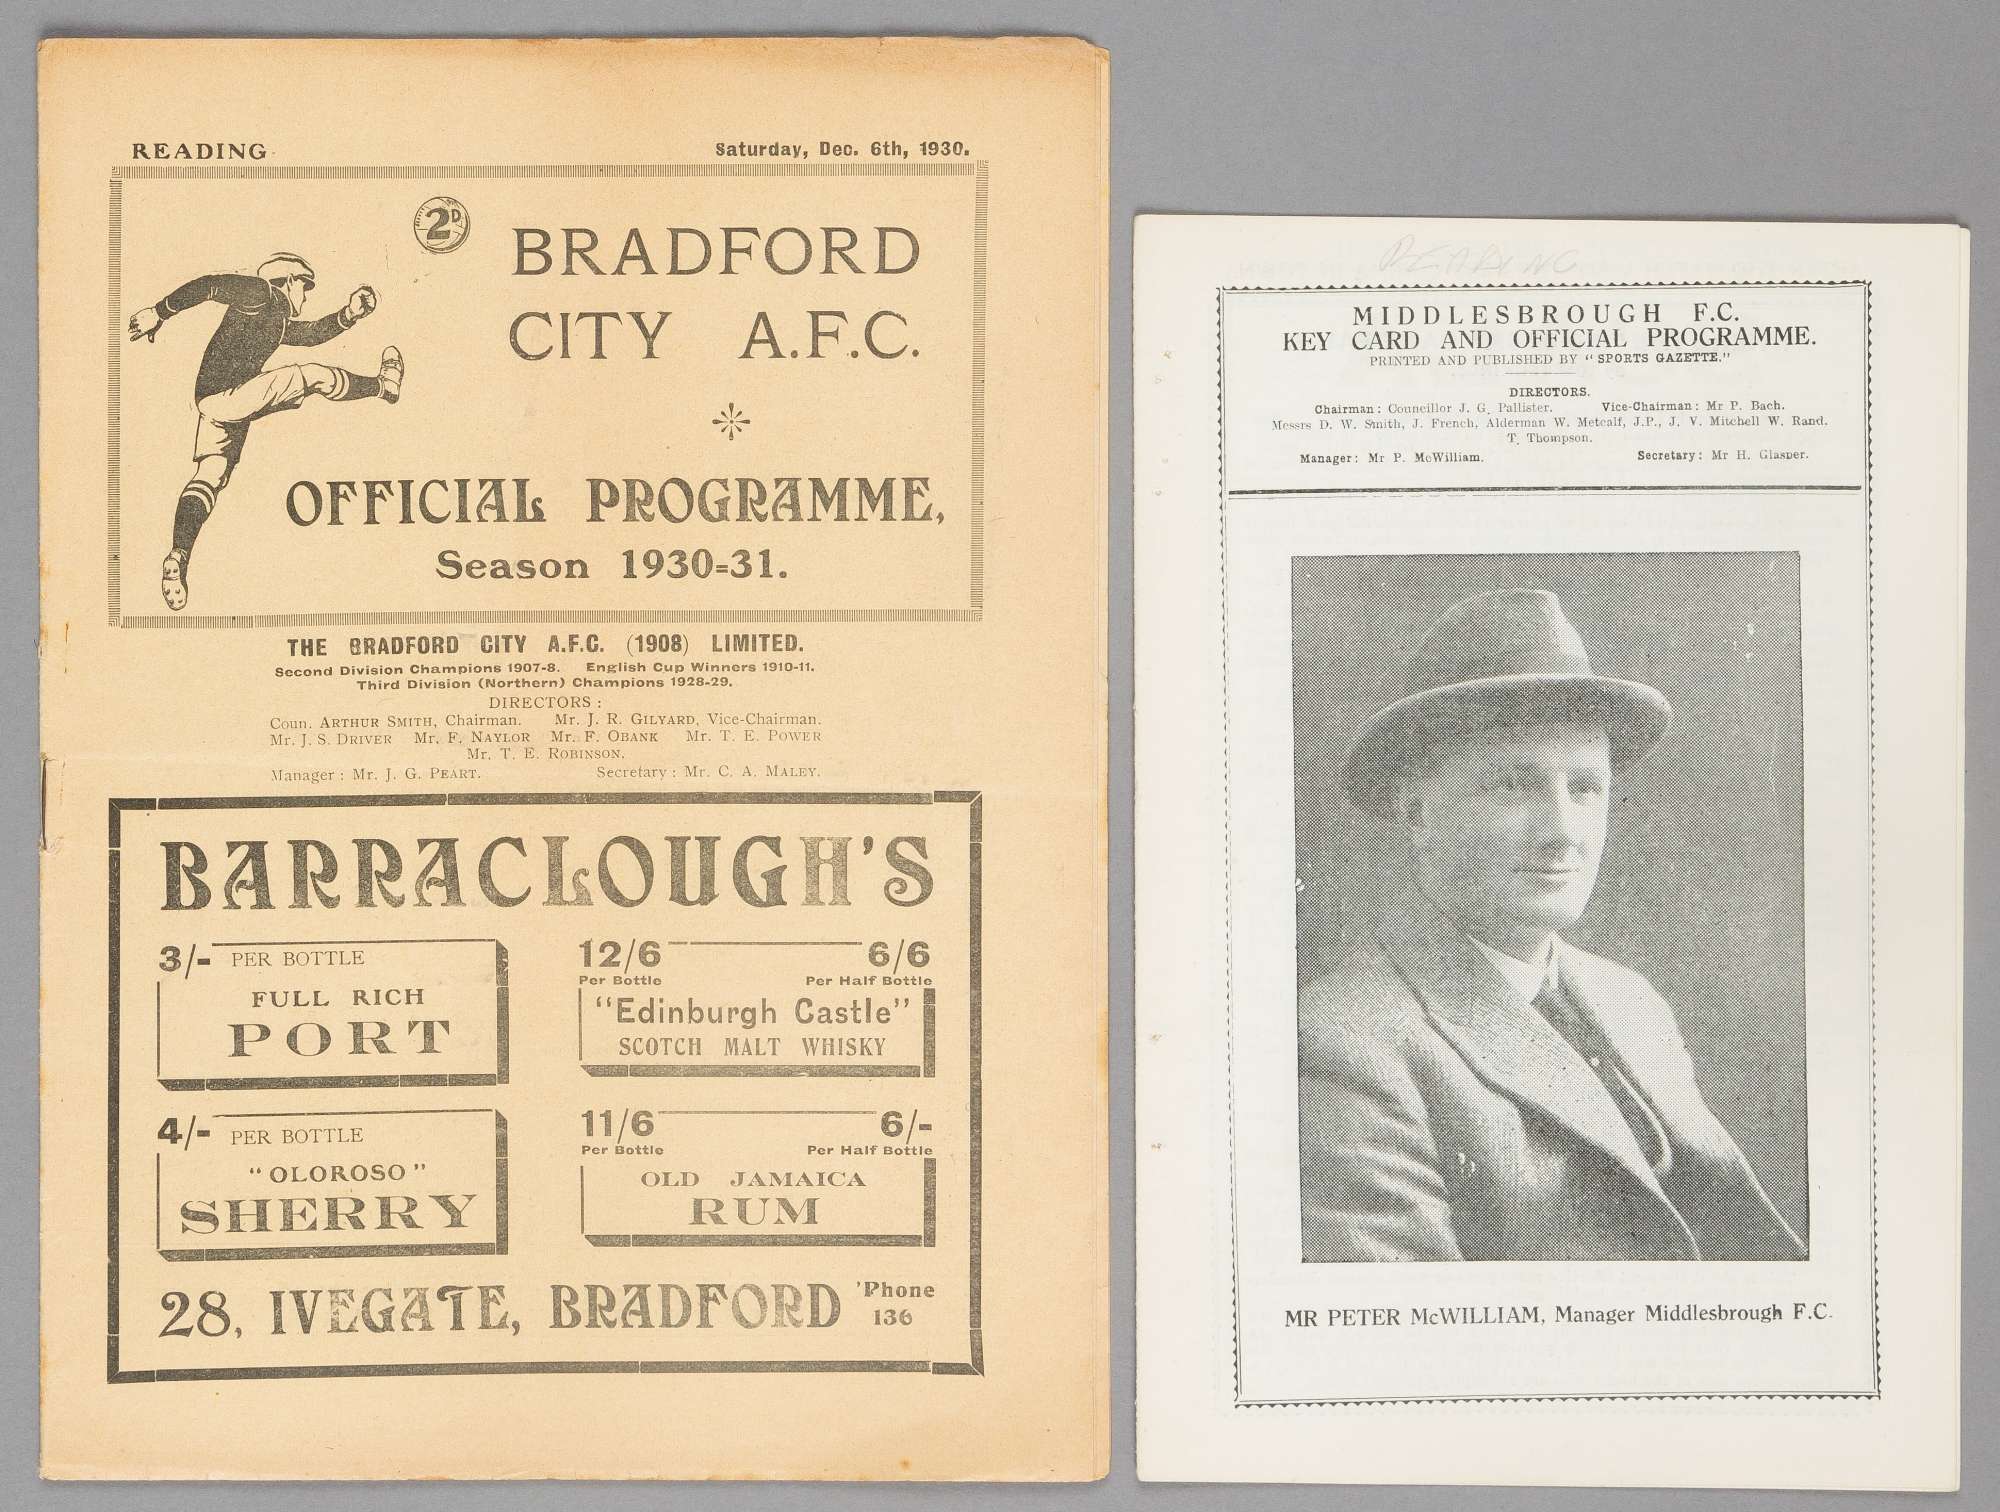 READING
Saturday, Dec. 6th, 1930.
2D
BRADFORD
CITY A.F.C.
OFFICIAL PROGRAMME,
Season 1930=31.
THE BRADFORD CITY A.F.C. (1908) LIMITED.
Second Division Champions 1907-8. English Cup Winners 1910-11.
Third Division (Northern) Champions 1928-29.
DIRECTORS:
Coun. ARTHUR SMITH, Chairman. Mr. J. R. GILYARD, Vice-Chairman.
Mr. J. S. DRIVER Mr. F. NAYLOR Mr. F. OBANK Mr. T. E. POWER
Mr. T. E. ROBINSON.
Manager: Mr. J. G. PEART. Secretary: Mr. C. A. MALEY.
BARRACLOUGH'S
3/- PER BOTTLE
FULL RICH
PORT
12/6 6/6
Per Bottle Per Half Bottle
"Edinburgh Castle"
SCOTCH MALT WHISKY
4/- PER BOTTLE
"OLOROSO"
SHERRY
11/6 6/-
Per Bottle Per Half Bottle
OLD JAMAICA
RUM
28, IVEGATE, BRADFORD 'Phone
136
READING
MIDDLESBROUGH F.C.
KEY CARD AND OFFICIAL PROGRAMME.
PRINTED AND PUBLISHED BY "SPORTS GAZETTE."
DIRECTORS.
Chairman: Councillor J. G. Pallister. Vice-Chairman: Mr P. Bach.
Messrs D. W. Smith, J. French, Alderman W. Metcalf, J.P., J. V. Mitchell W. Rand.
T. Thompson.
Manager: Mr P. McWilliam. Secretary: Mr H. Glasper.
MR PETER McWILLIAM, Manager Middlesbrough F.C.